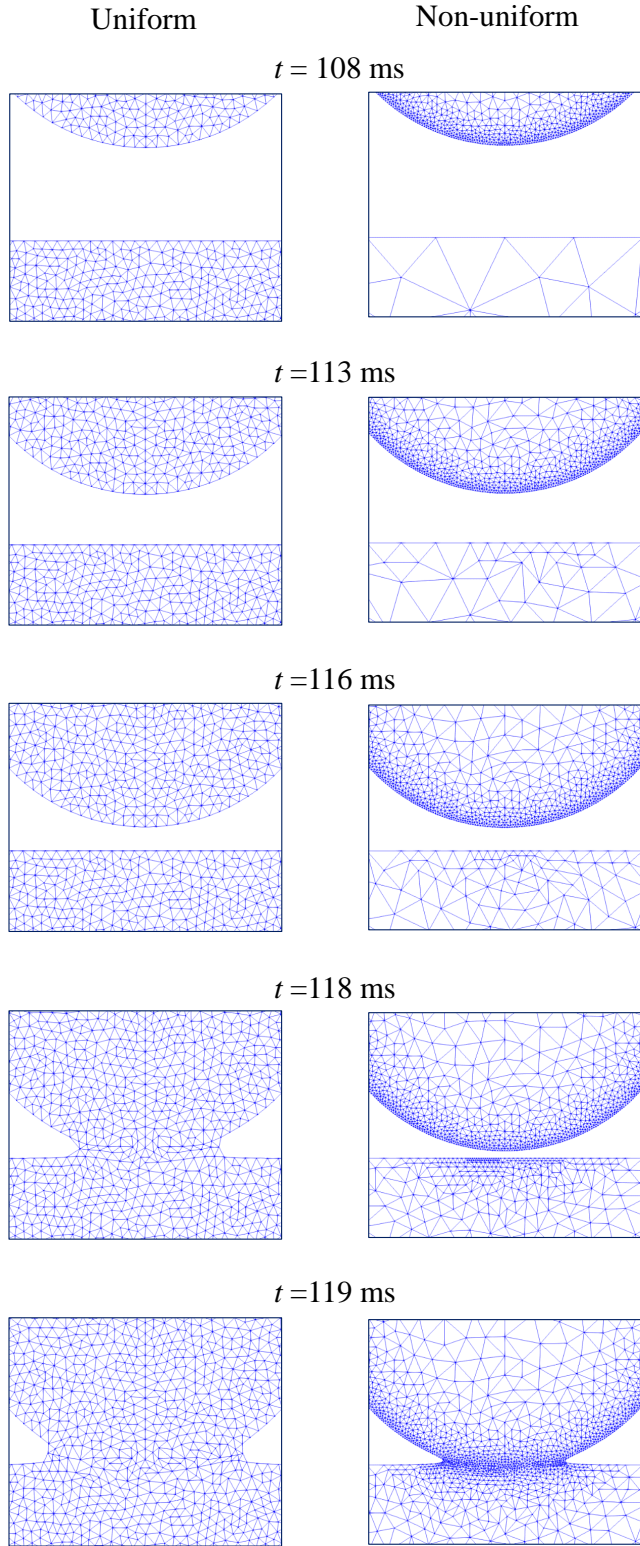 Uniform Non-uniform
t = 108 ms
t =113 ms
t =116 ms
t =118 ms
t =119 ms